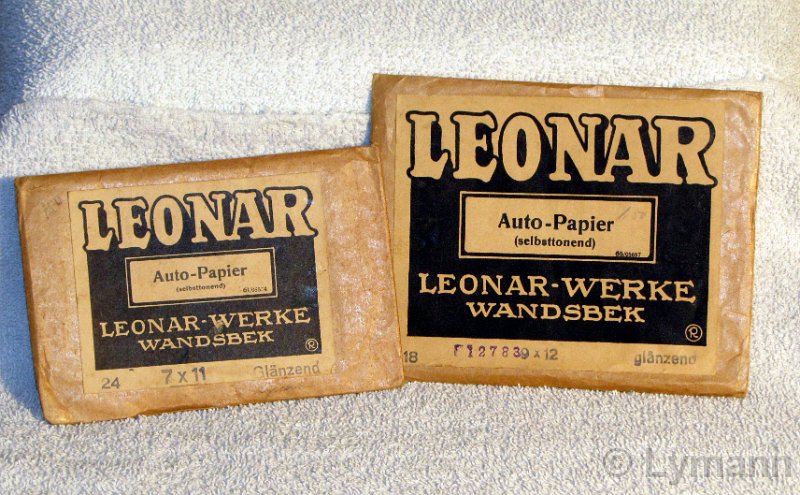 LEONAR
Auto-Papier
(selbsttonend)
LEONAR-WERKE
WANDSBEK
R
24 7 x 11 Glänzend
LEONAR
Auto-Papier
(selbsttonend)
LEONAR-WERKE
WANDSBEK
R
18 F127839 x 12 glänzend
© Lymann